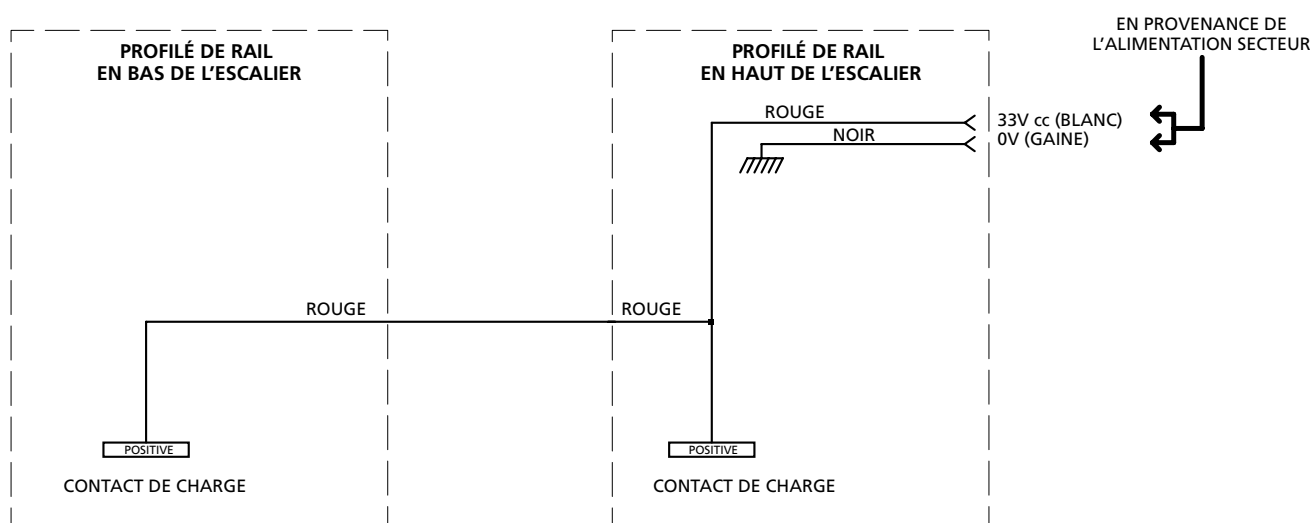 EN PROVENANCE DE
L'ALIMENTATION SECTEUR
PROFILÉ DE RAIL
EN BAS DE L'ESCALIER
PROFILÉ DE RAIL
EN HAUT DE L'ESCALIER
ROUGE
33V cc (BLANC)
NOIR
0V (GAINE)
ROUGE
ROUGE
POSITIVE
POSITIVE
CONTACT DE CHARGE
CONTACT DE CHARGE